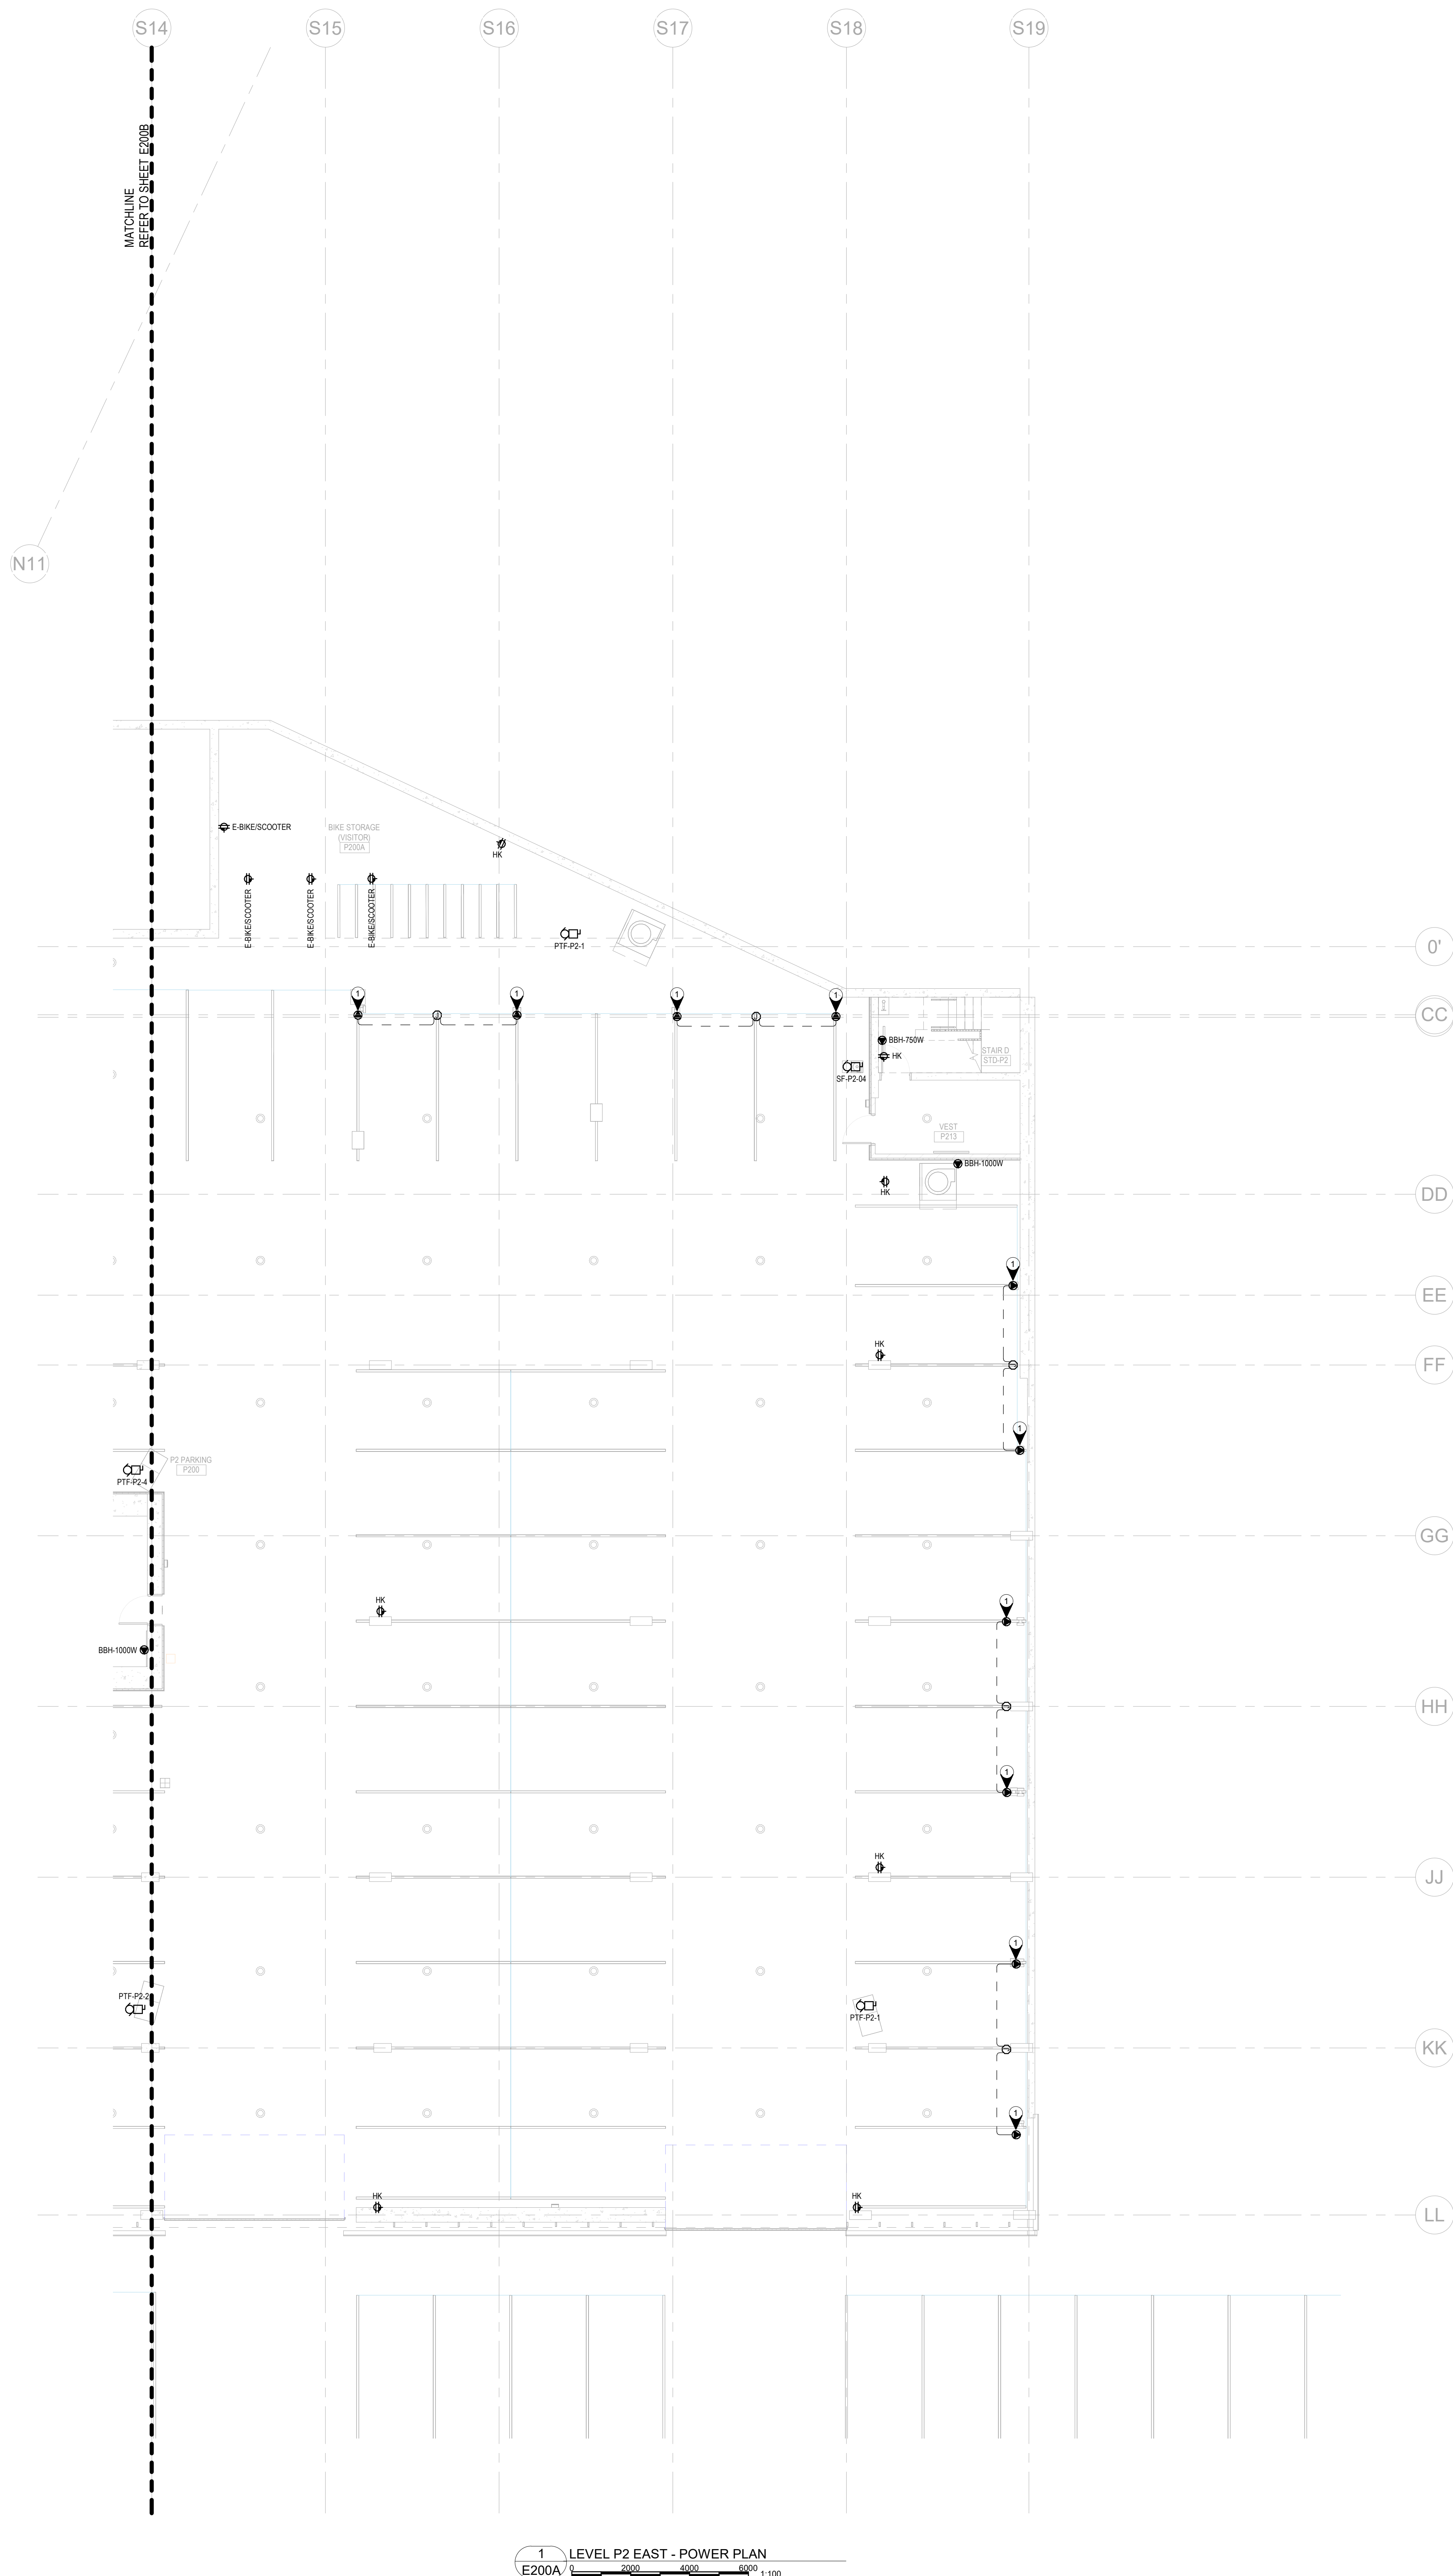 S14
S15
S16
S17
S18
S19
MATCHLINE
REFER TO SHEET E200B
N11
E-BIKE/SCOOTER
BIKE STORAGE
(VISITOR)
P200A
HK
E-BIKE/SCOOTER
E-BIKE/SCOOTER
E-BIKE/SCOOTER
PTF-P2-1
0'
1
1
1
1
J
J
CC
BBH-750W
HK
STAIR D
STD-P2
SF-P2-04
VEST
P213
BBH-1000W
HK
DD
1
EE
HK
J
FF
1
P2 PARKING
P200
PTF-P2-4
GG
HK
1
BBH-1000W
J
HH
1
HK
JJ
1
PTF-P2-2
PTF-P2-1
J
KK
1
HK
HK
LL
1
LEVEL P2 EAST - POWER PLAN
E200A
0 2000 4000 6000
1:100